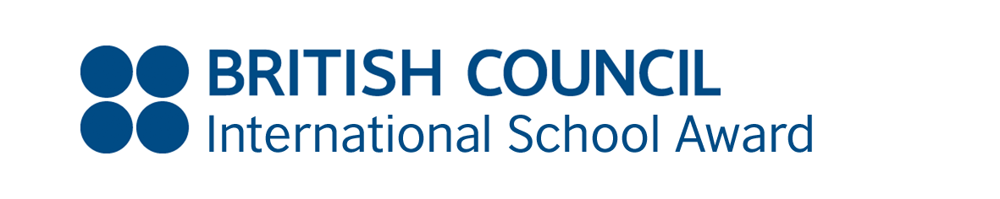 BRITISH COUNCIL
International School Award